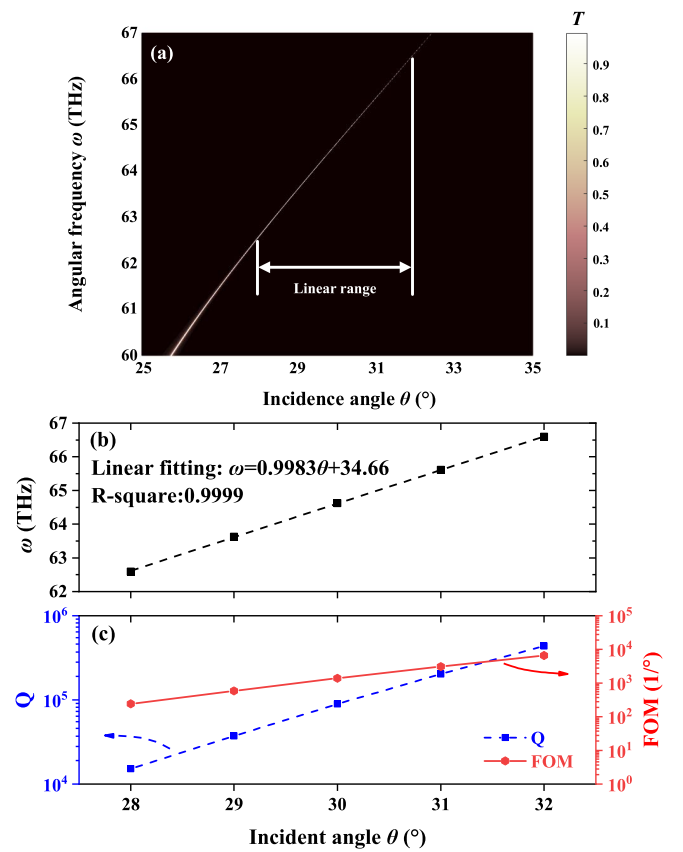 T
(a)
67
66
65
64
63
62
61
60
Angular frequency ω (THz)
Linear range
25
27
29
31
33
35
Incidence angle θ (°)
0.9
0.8
0.7
0.6
0.5
0.4
0.3
0.2
0.1
(b)
Linear fitting: ω=0.9983θ+34.66
R-square:0.9999
67
66
65
64
63
62
ω (THz)
(c)
10⁶
10⁵
10⁴
Q
10⁵
10⁴
10³
10²
10¹
10⁰
FOM (1/°)
Q
FOM
28
29
30
31
32
Incident angle θ (°)